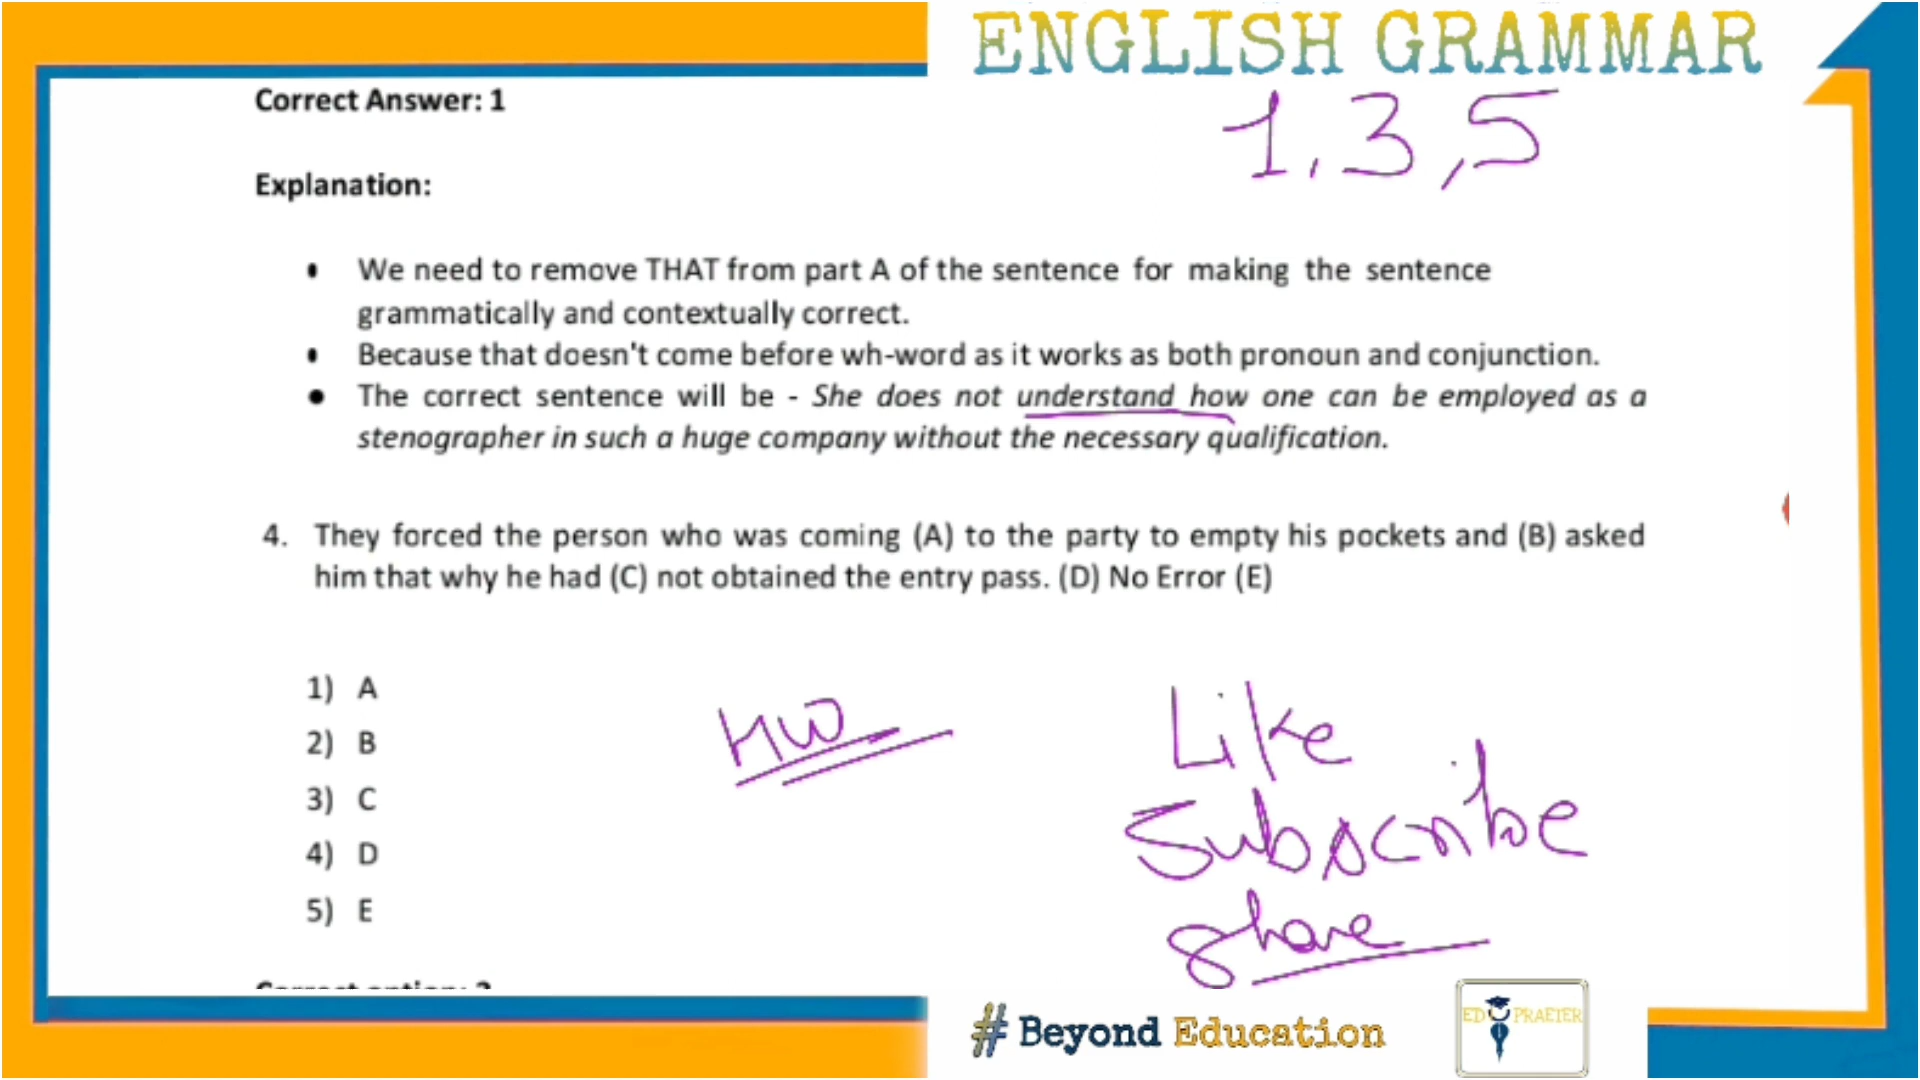 ENGLISH GRAMMAR
Correct Answer: 1
1, 3, 5
Explanation:
• We need to remove THAT from part A of the sentence for making the sentence
grammatically and contextually correct.
• Because that doesn't come before wh-word as it works as both pronoun and conjunction.
• The correct sentence will be - She does not understand how one can be employed as a
stenographer in such a huge company without the necessary qualification.
4. They forced the person who was coming (A) to the party to empty his pockets and (B) asked
him that why he had (C) not obtained the entry pass. (D) No Error (E)
1) A
2) B
3) C
4) D
5) E
HW
Like
Subscribe
Share
# Beyond Education
ED PRAETER